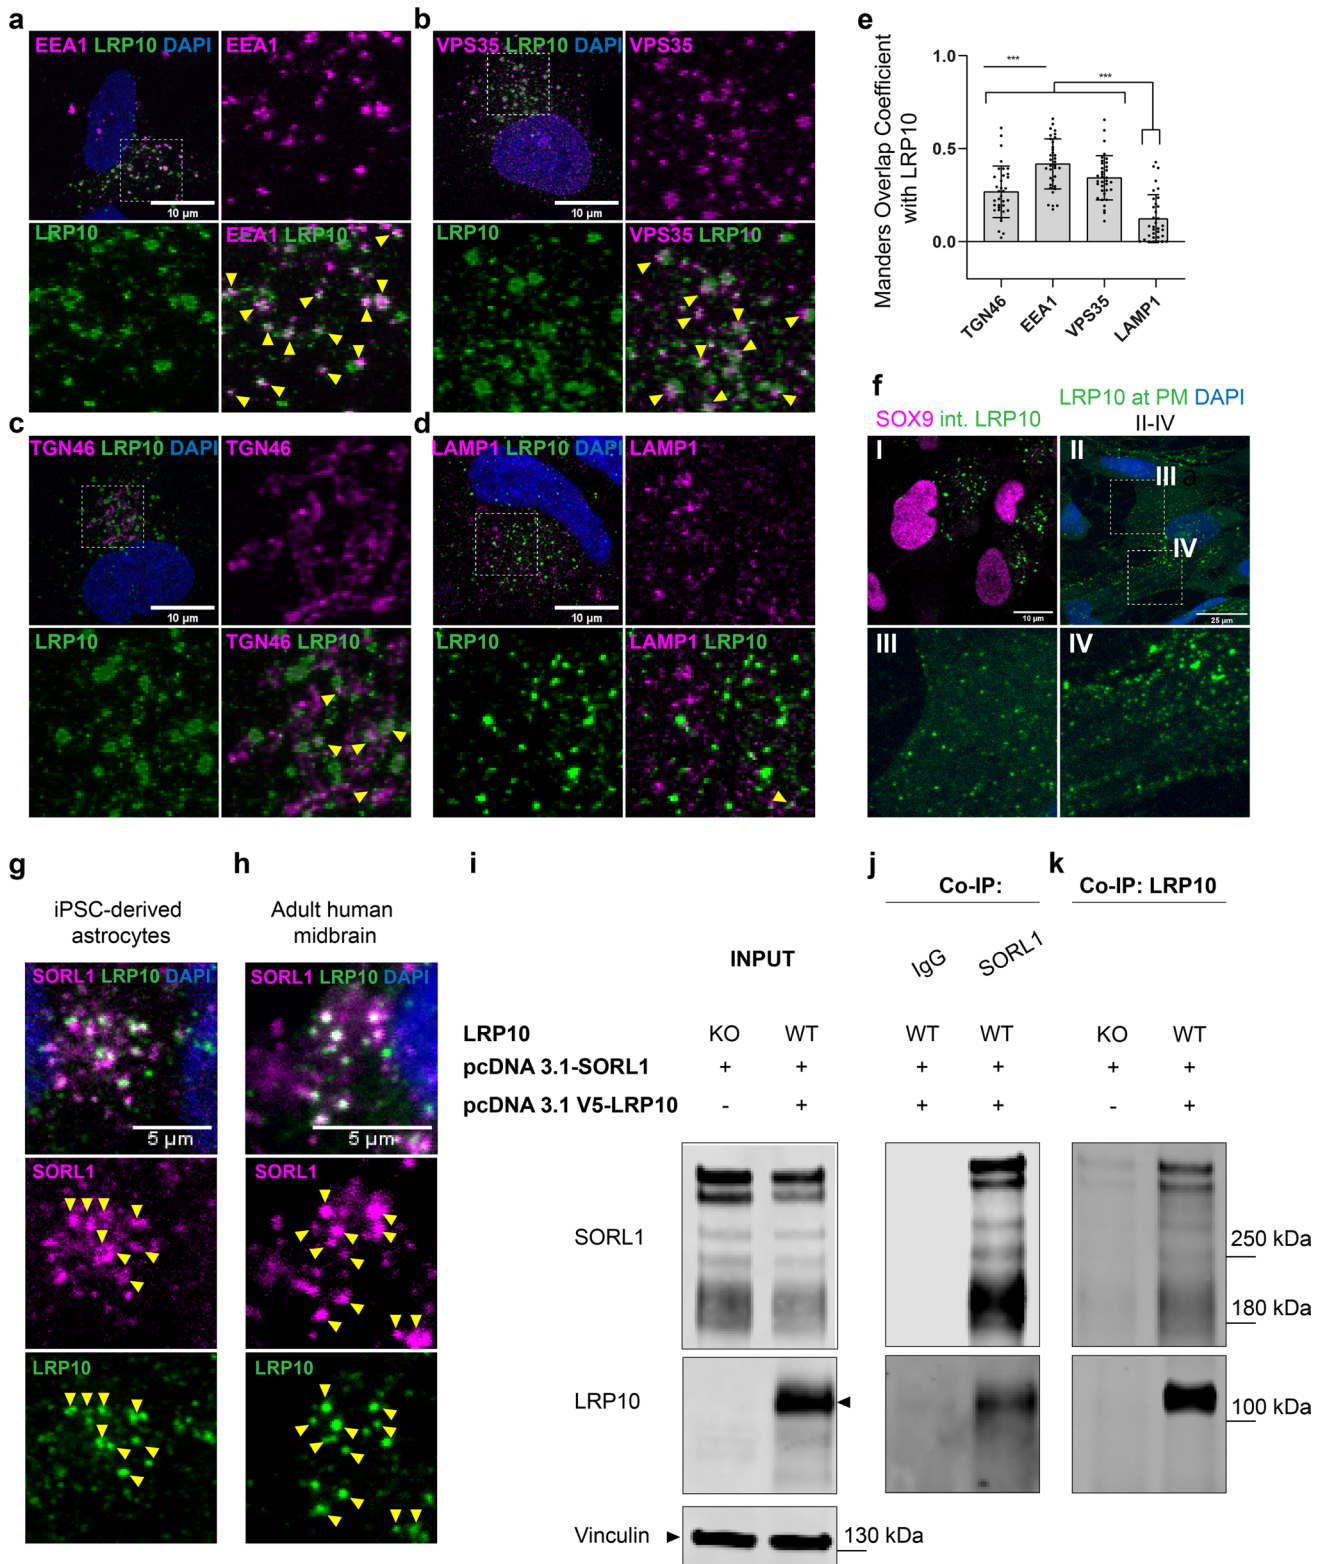 a
EEA1 LRP10 DAPI
EEA1
10 µm
LRP10
EEA1 LRP10
b
VPS35 LRP10 DAPI
VPS35
10 µm
LRP10
VPS35 LRP10
c
TGN46 LRP10 DAPI
TGN46
10 µm
LRP10
TGN46 LRP10
d
LAMP1 LRP10 DAPI
LAMP1
10 µm
LRP10
LAMP1 LRP10
e
Manders Overlap Coefficient
with LRP10
1.0
0.5
0.0
***
***
TGN46
EEA1
VPS35
LAMP1
f
SOX9 int. LRP10
LRP10 at PM DAPI
II-IV
I
10 µm
II
III a
IV
25 µm
III
IV
g
iPSC-derived
astrocytes
SORL1 LRP10 DAPI
5 µm
SORL1
LRP10
h
Adult human
midbrain
SORL1 LRP10 DAPI
5 µm
SORL1
LRP10
i
INPUT
j
Co-IP:
IgG
SORL1
k
Co-IP: LRP10
LRP10 KO WT WT WT KO WT
pcDNA 3.1-SORL1 + + + + + +
pcDNA 3.1 V5-LRP10 - + + + - +
SORL1
250 kDa
180 kDa
LRP10
100 kDa
Vinculin
130 kDa